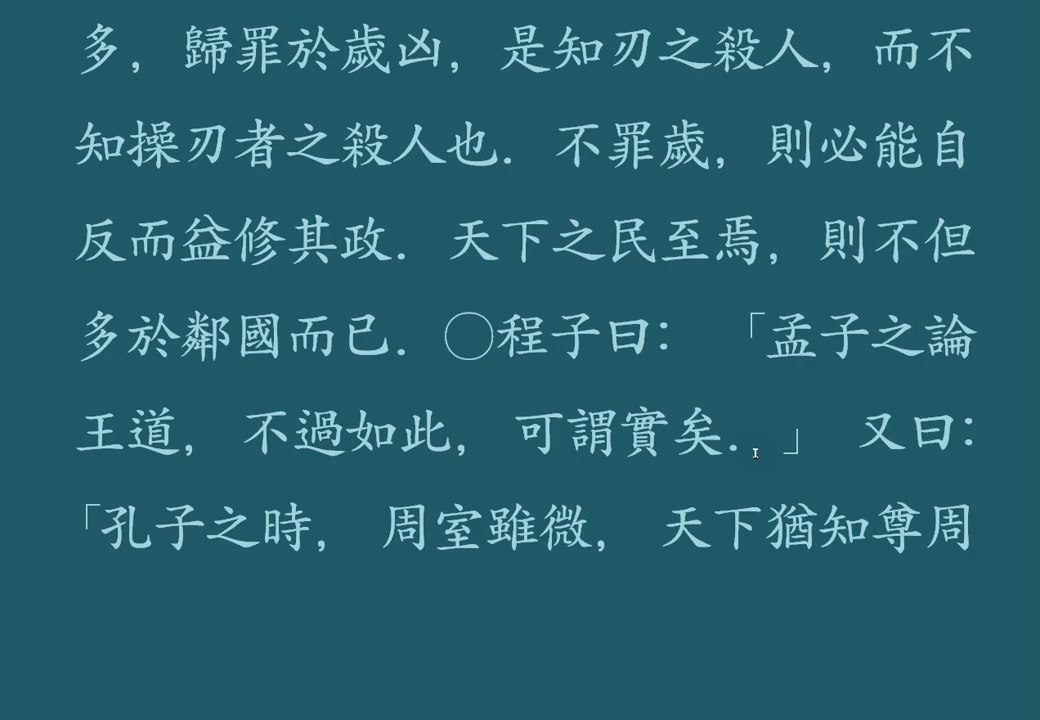 多, 歸罪於歲凶, 是知刃之殺人, 而不
知操刃者之殺人也. 不罪歲, 則必能自
反而益修其政. 天下之民至焉, 則不但
多於鄰國而已. ◯程子曰: 「孟子之論
王道, 不過如此, 可謂實矣. 」 又曰:
「孔子之時, 周室雖微, 天下猶知尊周